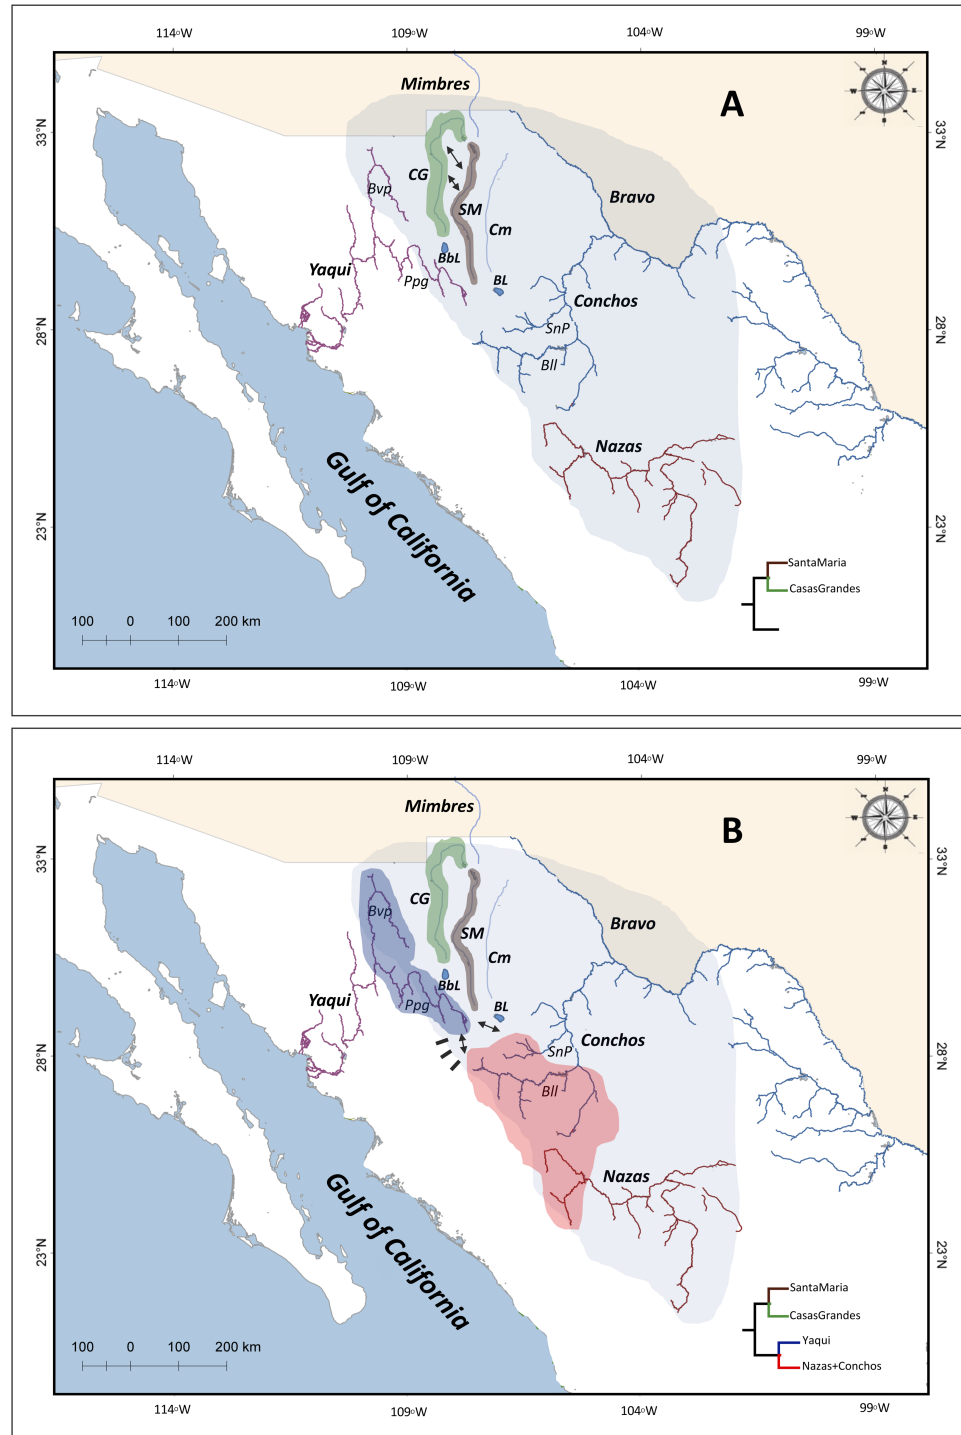 114°W 109°W 104°W 99°W
Mimbres
A
N
W E
S
33°N 33°N
CG
Bvp
Bravo
SM
Cm
BbL
Yaqui
Ppg
BL
Conchos
28°N 28°N
SnP
Bll
Nazas
Gulf of California
23°N 23°N
SantaMaria
CasasGrandes
100 0 100 200 km
114°W 109°W 104°W 99°W
114°W 109°W 104°W 99°W
Mimbres
B
N
W E
S
33°N 33°N
CG
Bvp
Bravo
SM
Cm
BbL
Yaqui
Ppg
BL
Conchos
28°N 28°N
SnP
Bll
Nazas
Gulf of California
23°N 23°N
SantaMaria
CasasGrandes
Yaqui
Nazas+Conchos
100 0 100 200 km
114°W 109°W 104°W 99°W